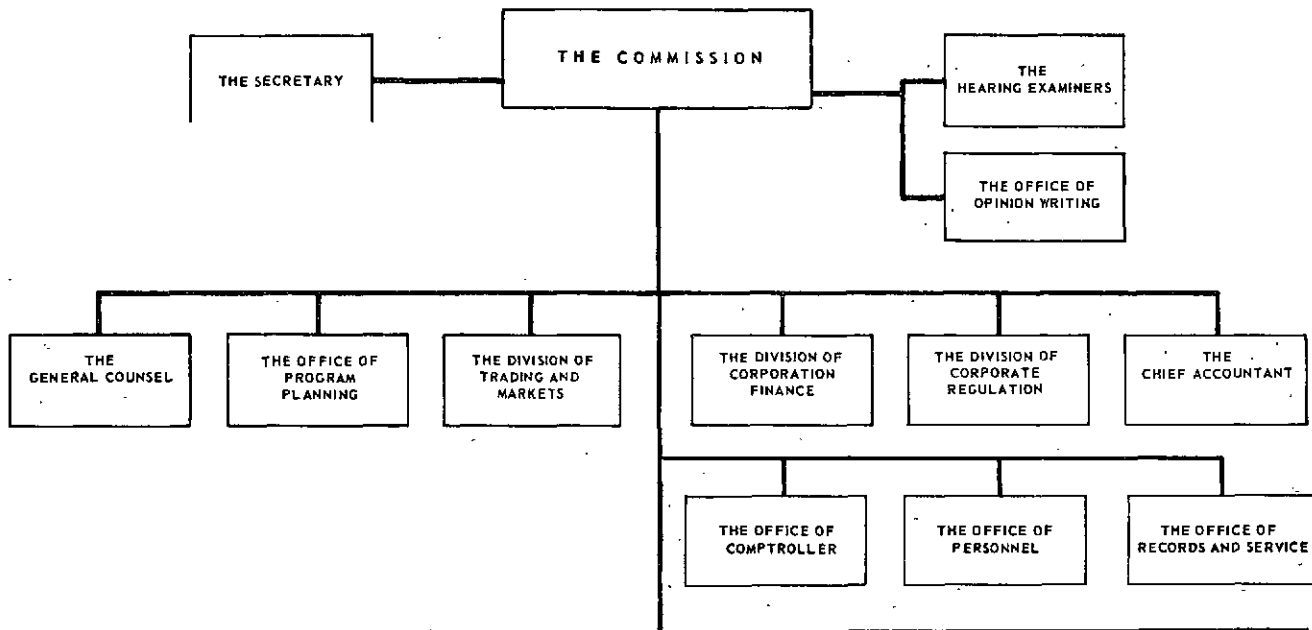 THE COMMISSION
THE SECRETARY
THE
HEARING EXAMINERS
THE OFFICE OF
OPINION WRITING
THE
GENERAL COUNSEL
THE OFFICE OF
PROGRAM
PLANNING
THE DIVISION OF
TRADING AND
MARKETS
THE DIVISION OF
CORPORATION
FINANCE
THE DIVISION OF
CORPORATE
REGULATION
THE
CHIEF ACCOUNTANT
THE OFFICE OF
COMPTROLLER
THE OFFICE OF
PERSONNEL
THE OFFICE OF
RECORDS AND SERVICE